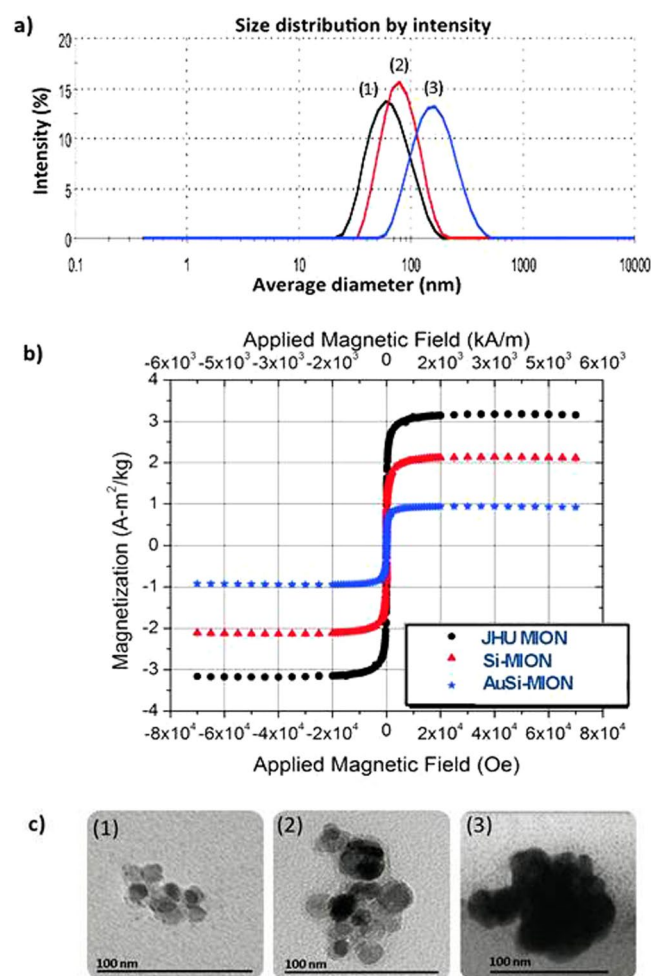 a)
Size distribution by intensity
20
15
10
5
0
Intensity (%)
(1)
(2)
(3)
0.1 1 10 100 1000 10000
Average diameter (nm)
b)
Applied Magnetic Field (kA/m)
-6x10³ -5x10³ -3x10³ -2x10³ 0 2x10³ 3x10³ 5x10³ 6x10³
4
3
2
1
0
-1
-2
-3
-4
Magnetization (A-m²/kg)
JHU MION
Si-MION
AuSi-MION
-8x10⁴ -6x10⁴ -4x10⁴ -2x10⁴ 0 2x10⁴ 4x10⁴ 6x10⁴ 8x10⁴
Applied Magnetic Field (Oe)
c)
(1) (2) (3)
100 nm 100 nm 100 nm